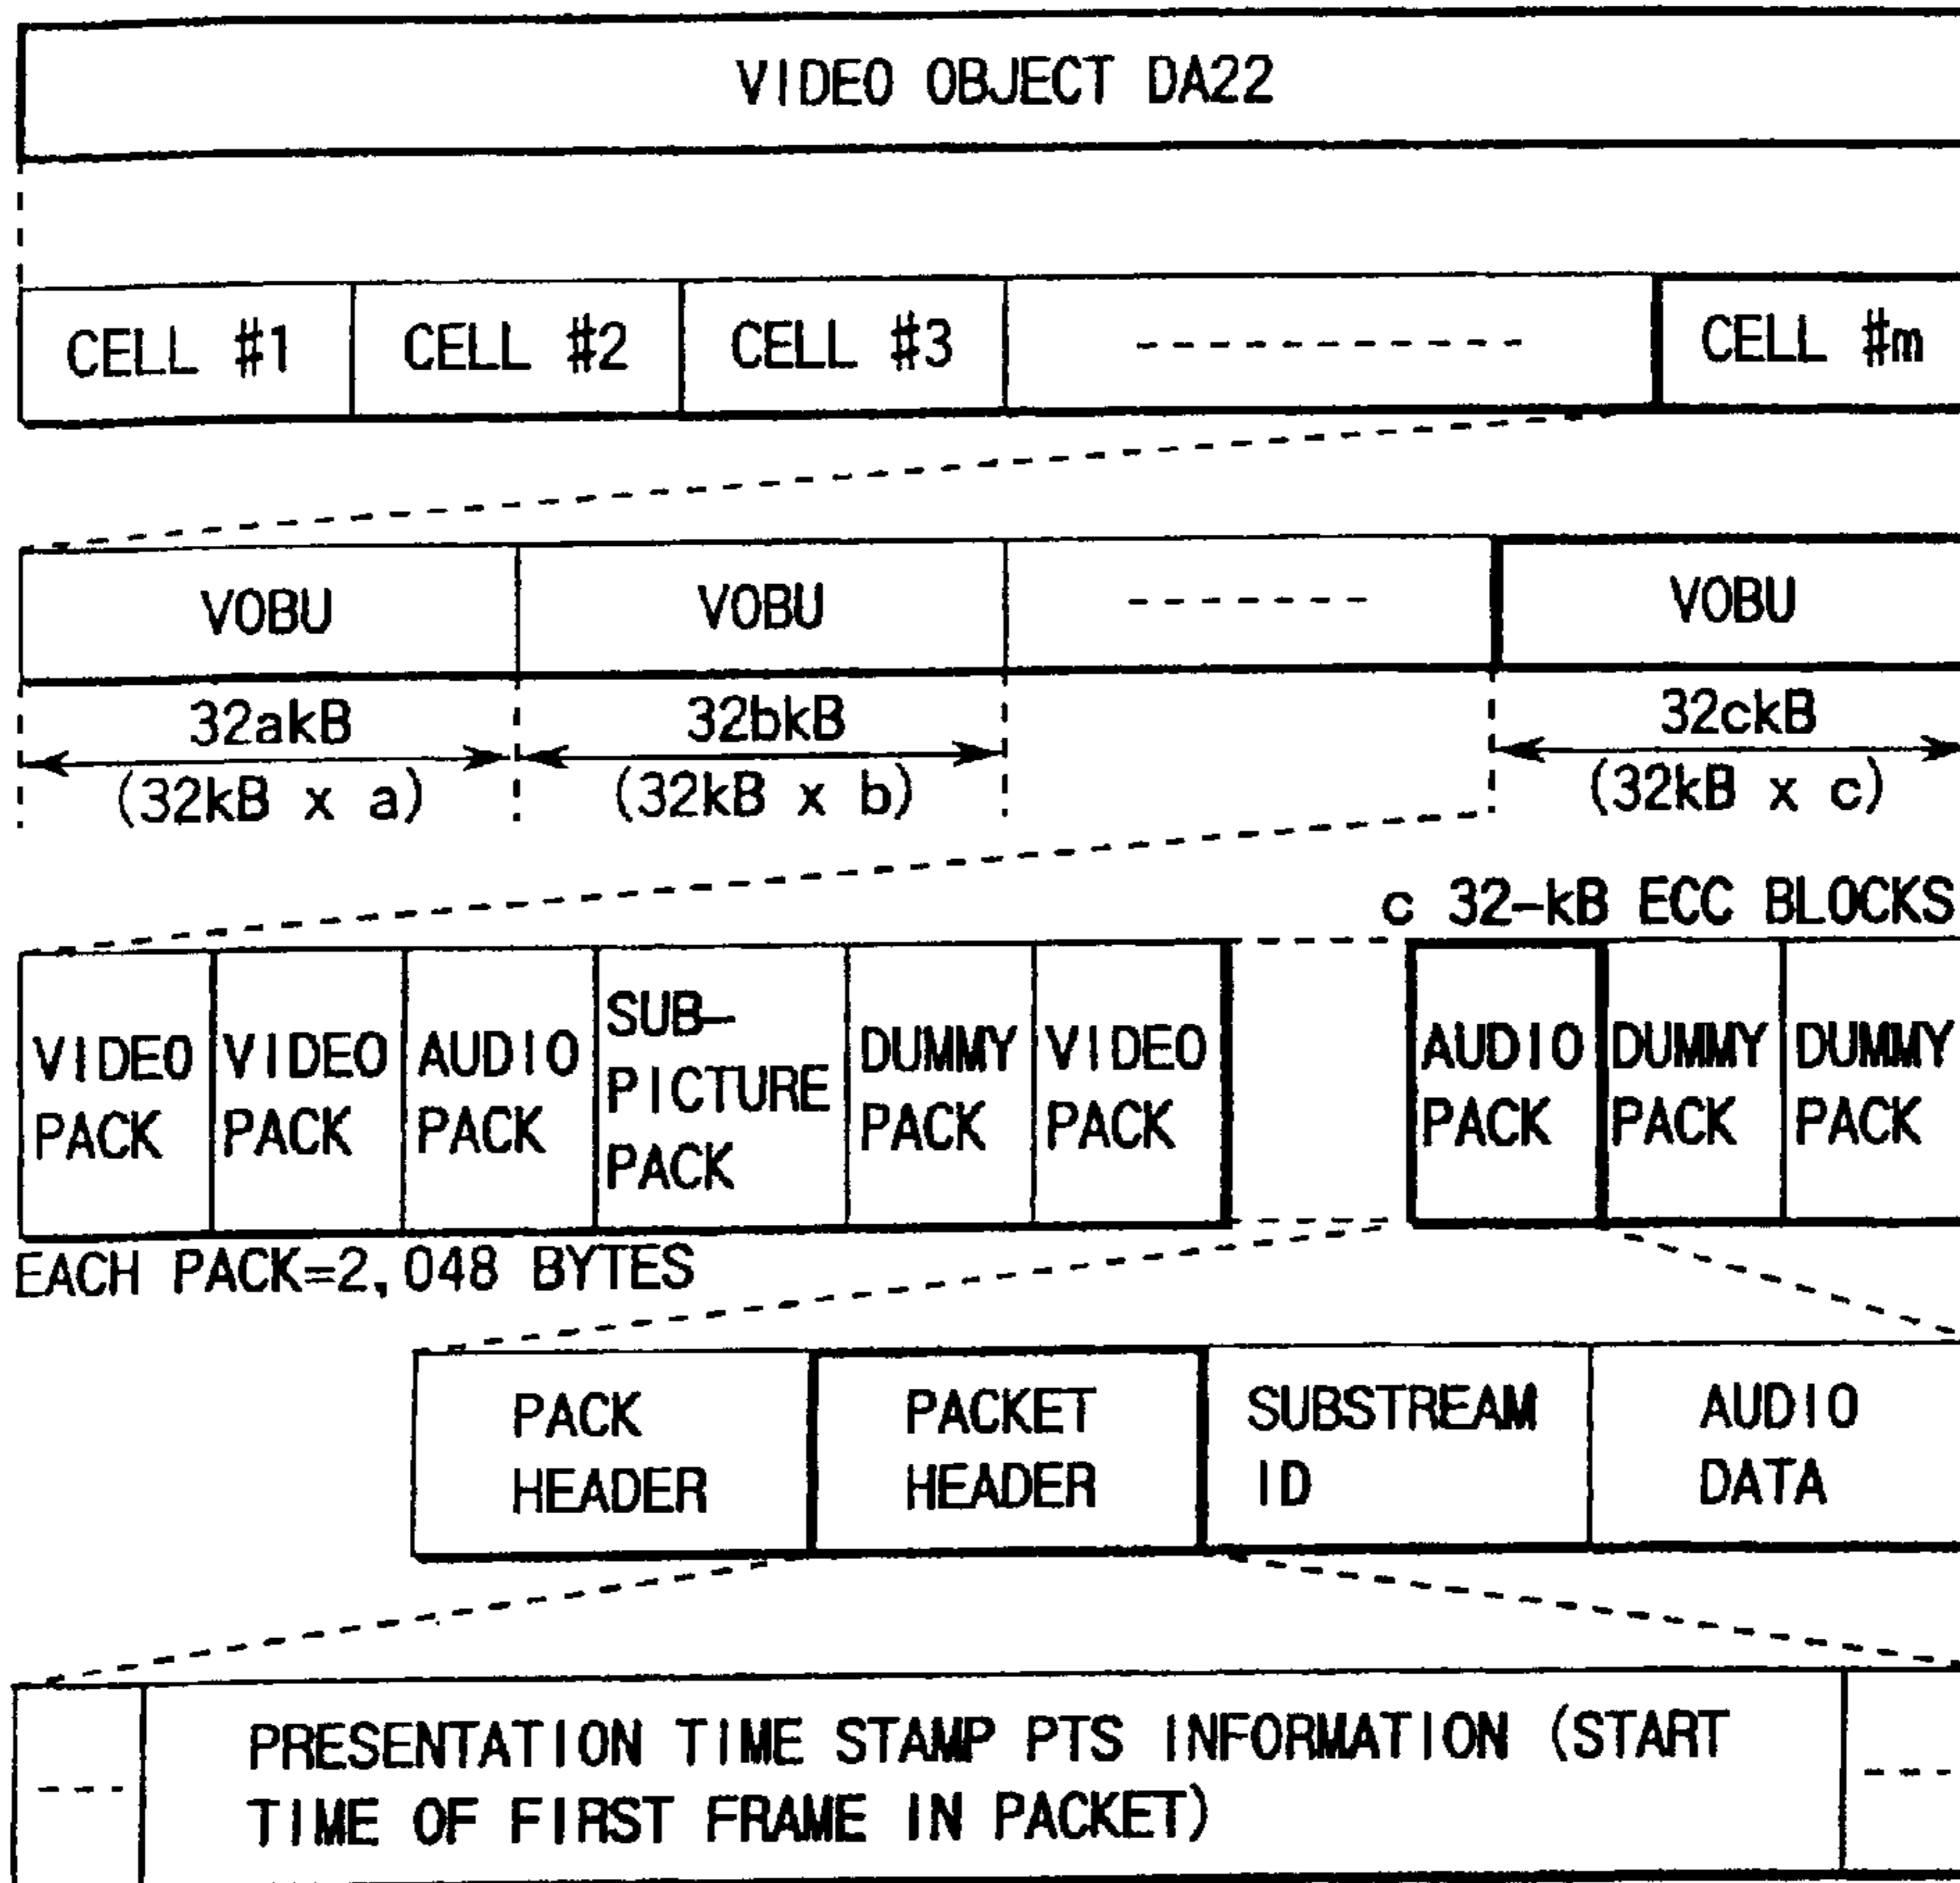 VIDEO OBJECT DA22
CELL #1 CELL #2 CELL #3 CELL #m
VOBU VOBU VOBU
32akB 32bkB 32ckB
(32kB x a) (32kB x b) (32kB x c)
c 32-kB ECC BLOCKS
VIDEO
PACK
VIDEO
PACK
AUDIO
PACK
SUB-
PICTURE
PACK
DUMMY
PACK
VIDEO
PACK
AUDIO
PACK
DUMMY
PACK
DUMMY
PACK
EACH PACK=2,048 BYTES
PACK
HEADER
PACKET
HEADER
SUBSTREAM
ID
AUDIO
DATA
PRESENTATION TIME STAMP PTS INFORMATION (START
TIME OF FIRST FRAME IN PACKET)